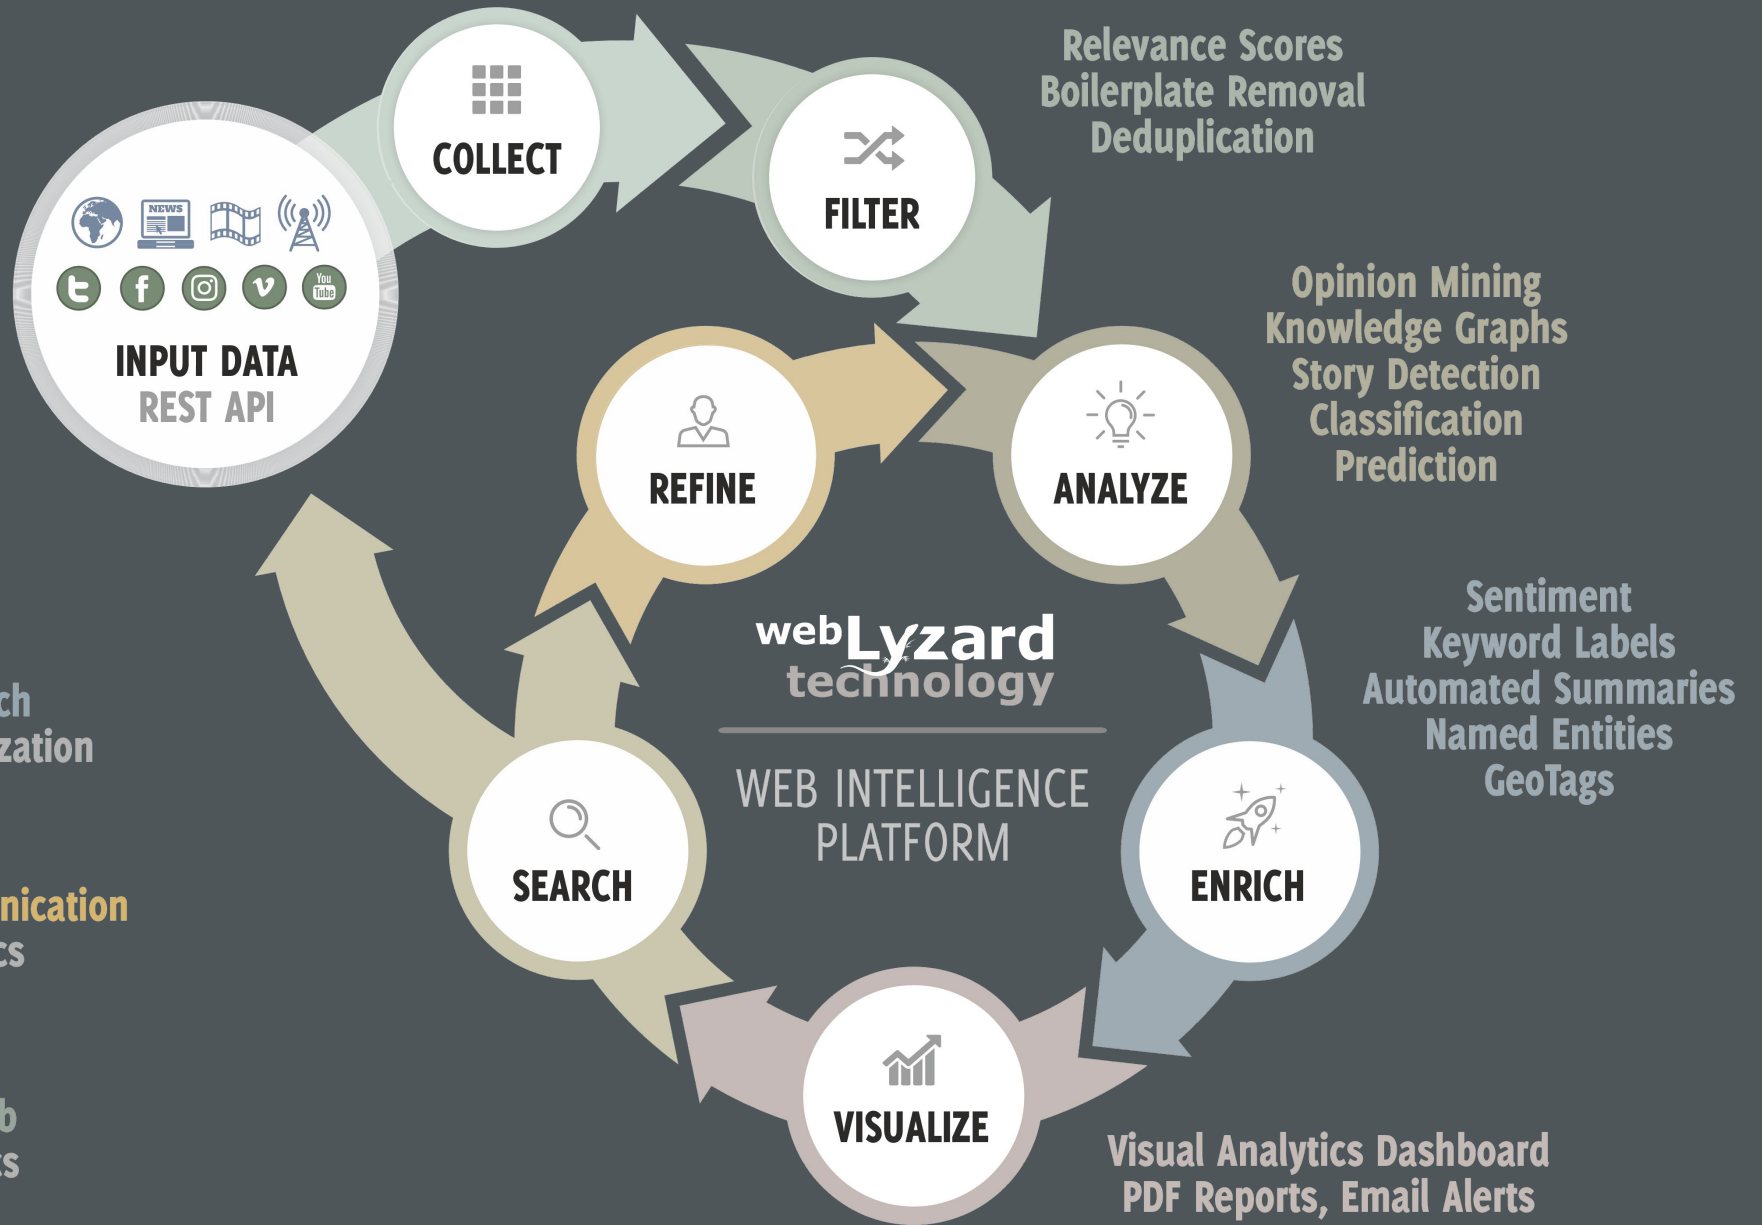 COLLECT
Relevance Scores
Boilerplate Removal
Deduplication
FILTER
NEWS
You
Tube
INPUT DATA
REST API
Opinion Mining
Knowledge Graphs
Story Detection
Classification
Prediction
REFINE
ANALYZE
webLyzard
technology
WEB INTELLIGENCE
PLATFORM
Sentiment
Keyword Labels
Automated Summaries
Named Entities
GeoTags
SEARCH
ENRICH
VISUALIZE
Visual Analytics Dashboard
PDF Reports, Email Alerts